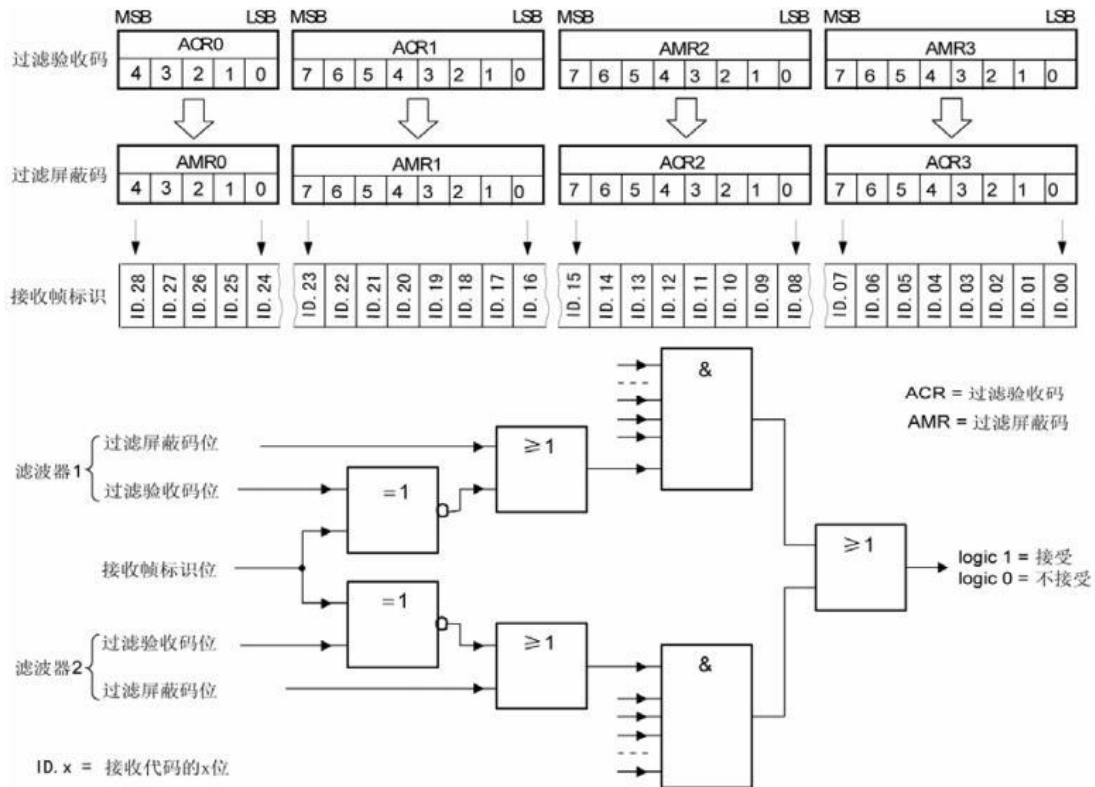 MSB LSB MSB LSB MSB LSB MSB LSB
过滤验收码 ACR0 ACR1 AMR2 AMR3
4 3 2 1 0 7 6 5 4 3 2 1 0 7 6 5 4 3 2 1 0 7 6 5 4 3 2 1 0
过滤屏蔽码 AMR0 AMR1 ACR2 ACR3
4 3 2 1 0 7 6 5 4 3 2 1 0 7 6 5 4 3 2 1 0 7 6 5 4 3 2 1 0
接收帧标识 ID.28 ID.27 ID.26 ID.25 ID.24 ID.23 ID.22 ID.21 ID.20 ID.19 ID.18 ID.17 ID.16 ID.15 ID.14 ID.13 ID.12 ID.11 ID.10 ID.09 ID.08 ID.07 ID.06 ID.05 ID.04 ID.03 ID.02 ID.01 ID.00
&
ACR = 过滤验收码
AMR = 过滤屏蔽码
滤波器1
过滤屏蔽码位
过滤验收码位
≥1
=1
接收帧标识位
≥1
logic 1 = 接受
logic 0 = 不接受
=1
滤波器2
过滤验收码位
过滤屏蔽码位
≥1
&
ID.x = 接收代码的x位